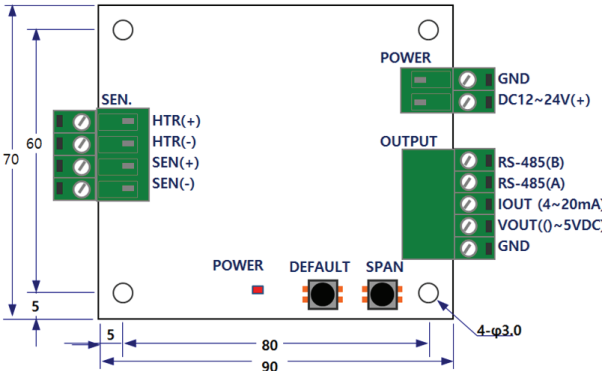 POWER
GND
DC12~24V(+)
SEN.
HTR(+)
HTR(-)
SEN(+)
SEN(-)
OUTPUT
RS-485(B)
RS-485(A)
IOUT (4~20mA)
VOUT(()~5VDC)
GND
70
60
5
POWER
DEFAULT
SPAN
5
80
90
4-φ3.0